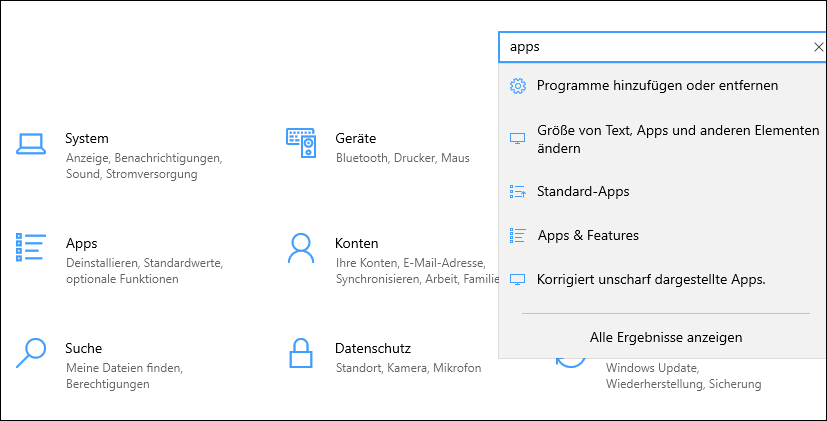 apps
Programme hinzufügen oder entfernen
Größe von Text, Apps und anderen Elementen
ändern
Standard-Apps
Apps & Features
Korrigiert unscharf dargestellte Apps.
Alle Ergebnisse anzeigen
System
Anzeige, Benachrichtigungen,
Sound, Stromversorgung
Geräte
Bluetooth, Drucker, Maus
Apps
Deinstallieren, Standardwerte,
optionale Funktionen
Konten
Ihre Konten, E-Mail-Adresse,
Synchronisieren, Arbeit, Familie
Suche
Meine Dateien finden,
Berechtigungen
Datenschutz
Standort, Kamera, Mikrofon
Windows Update,
Wiederherstellung, Sicherung